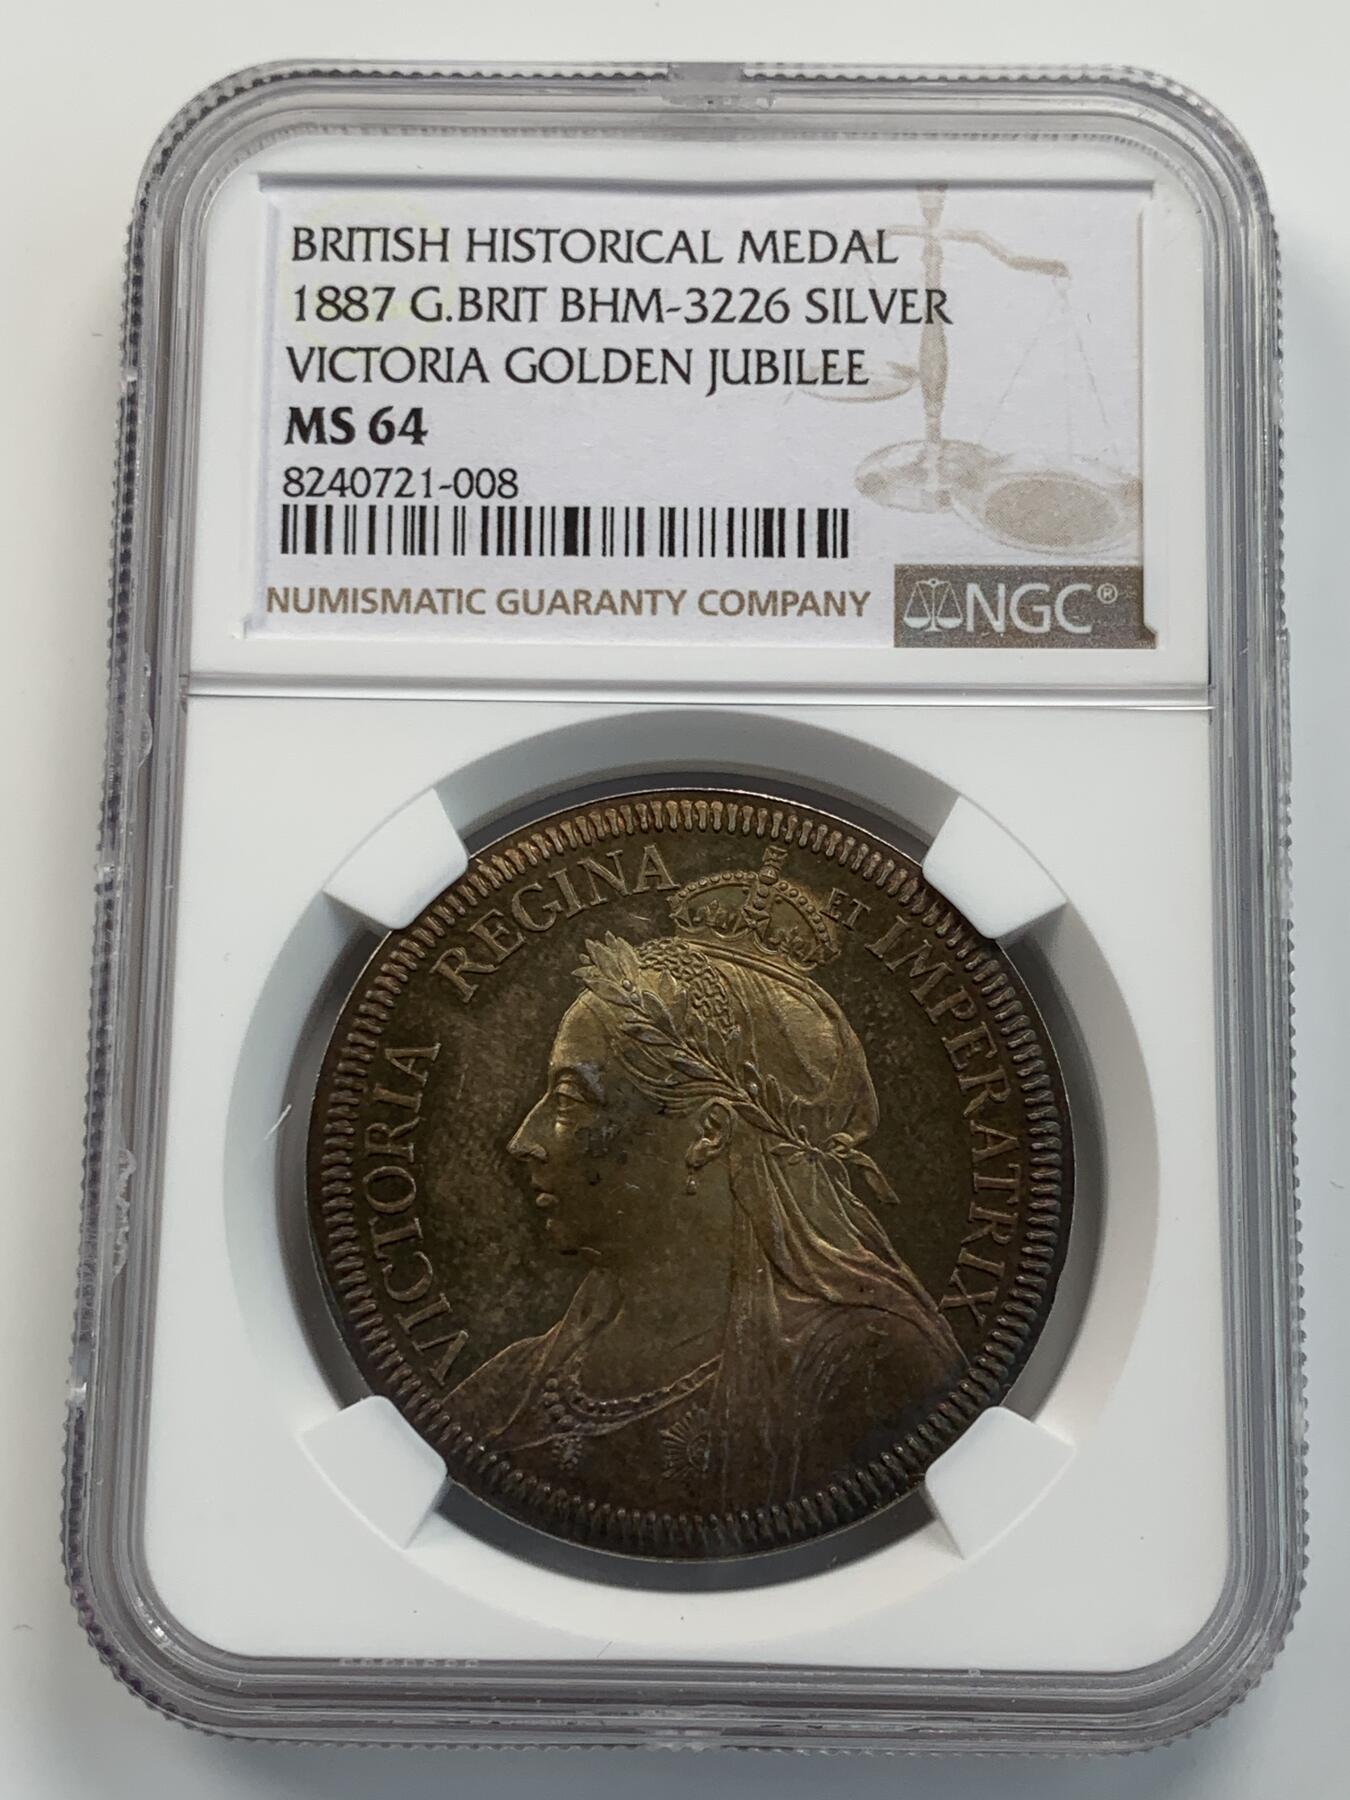 BRITISH HISTORICAL MEDAL
1887 G.BRIT BHM-3226 SILVER
VICTORIA GOLDEN JUBILEE
MS 64
8240721-008
NUMISMATIC GUARANTY COMPANY
NGC®
VICTORIA REGINA ET IMPERATRIX